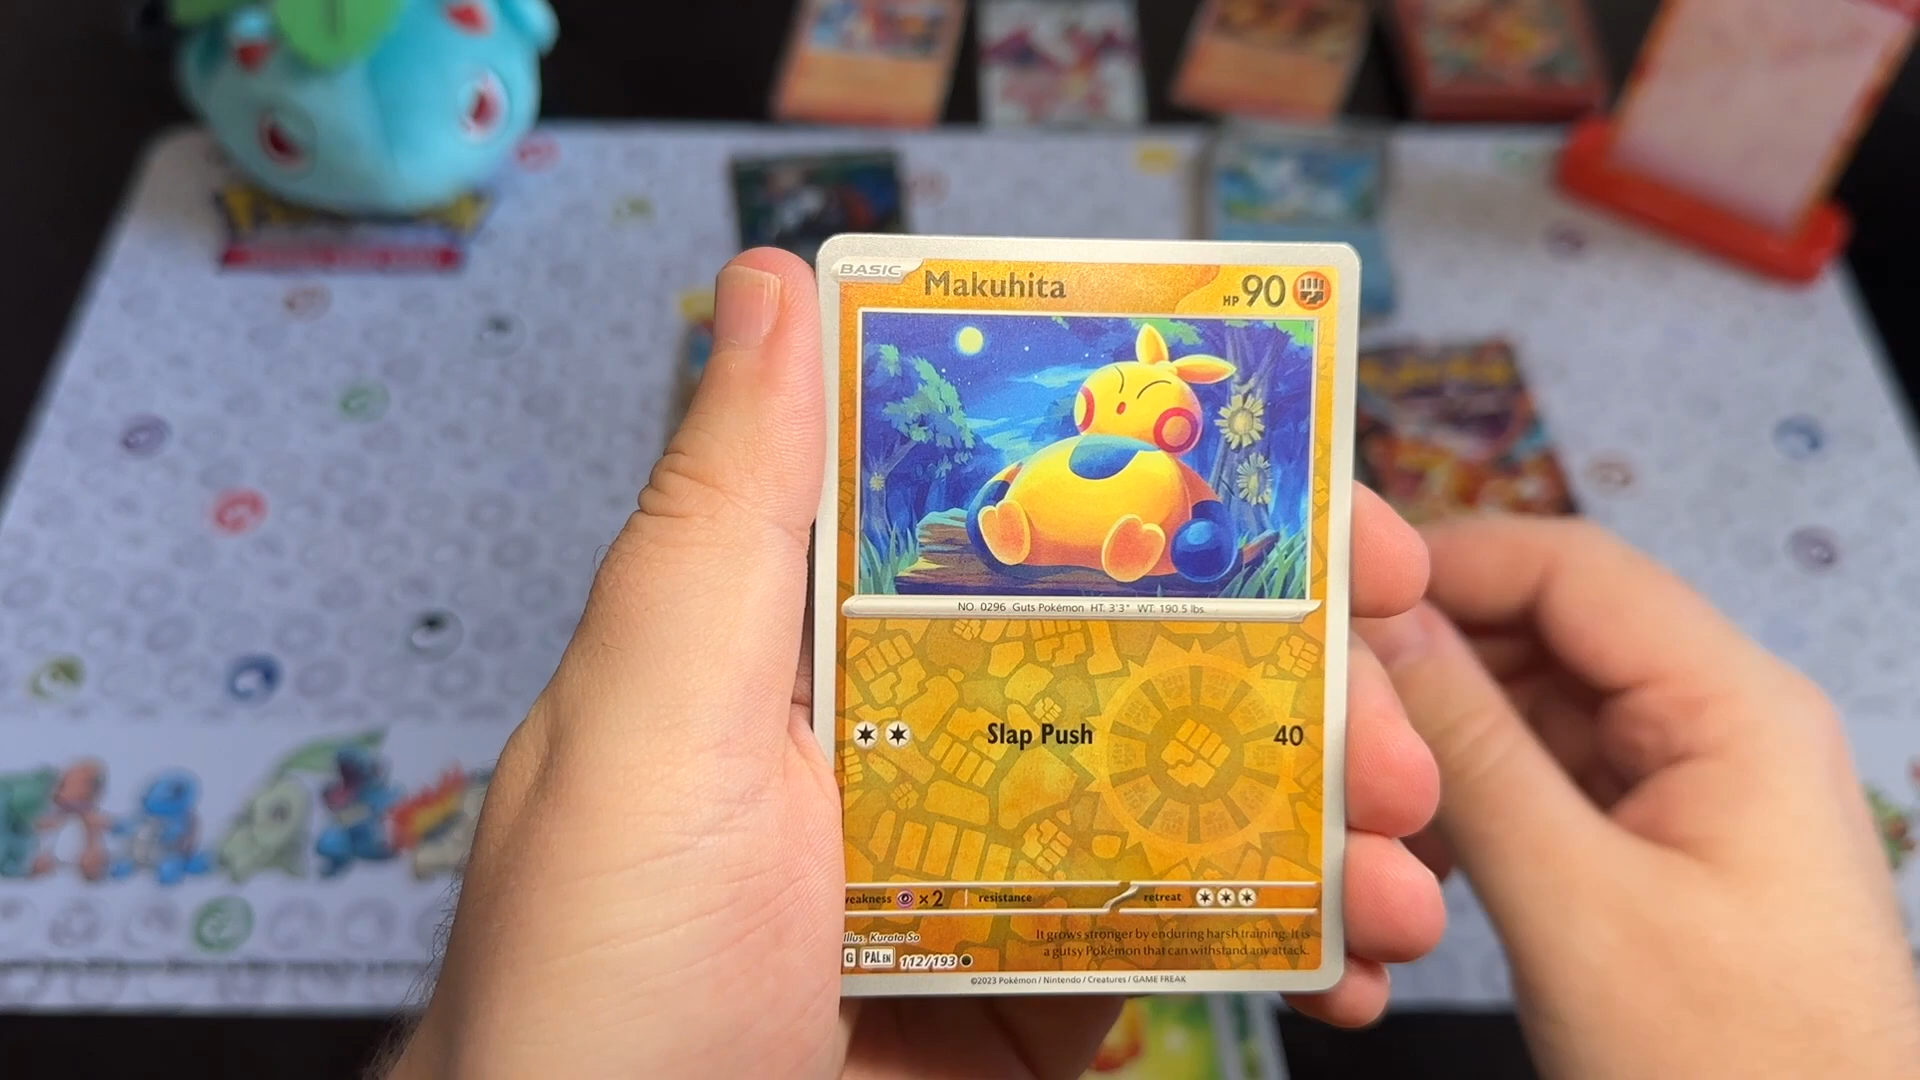 BASIC
Makuhita
HP 90
NO. 0296 Guts Pokémon HT. 3'3" WT. 190.5 lbs.
Slap Push 40
weakness ×2 resistance retreat
Illus. Kurata So
It grows stronger by enduring harsh training. It is
a gutsy Pokémon that can withstand any attack.
G PAL EN 112/193
©2023 Pokémon / Nintendo / Creatures / GAME FREAK